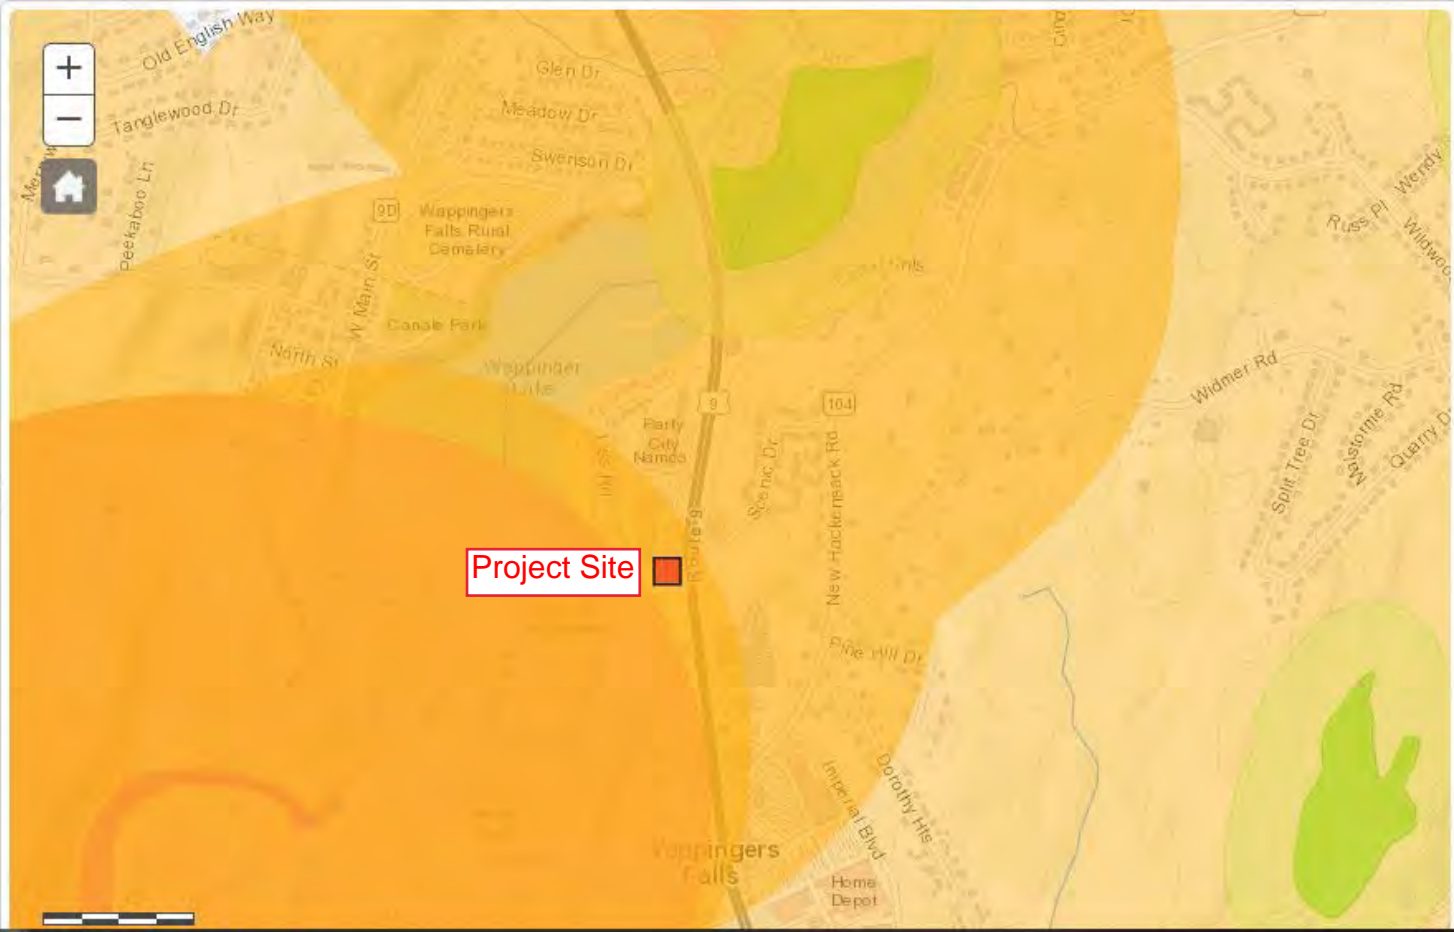 Old English Way
+
Glen Dr
−
Tanglewood Dr
Meadow Dr
Swenson Dr
Peekaboo Ln
Wendy
9D
Wappingers
Falls Rural
Cemetery
Russ Pl
W Main St
Canale Park
North St
Wappinger
Lake
Widmer Rd
9
104
Party
City
Namco
Scenic Dr
New Hackensack Rd
Split Tree Dr
Quarry D
Route 9
Project Site
Pine Hill Dr
Imperial Blvd
Dorothy Hts
Wappingers
Falls
Home
Depot